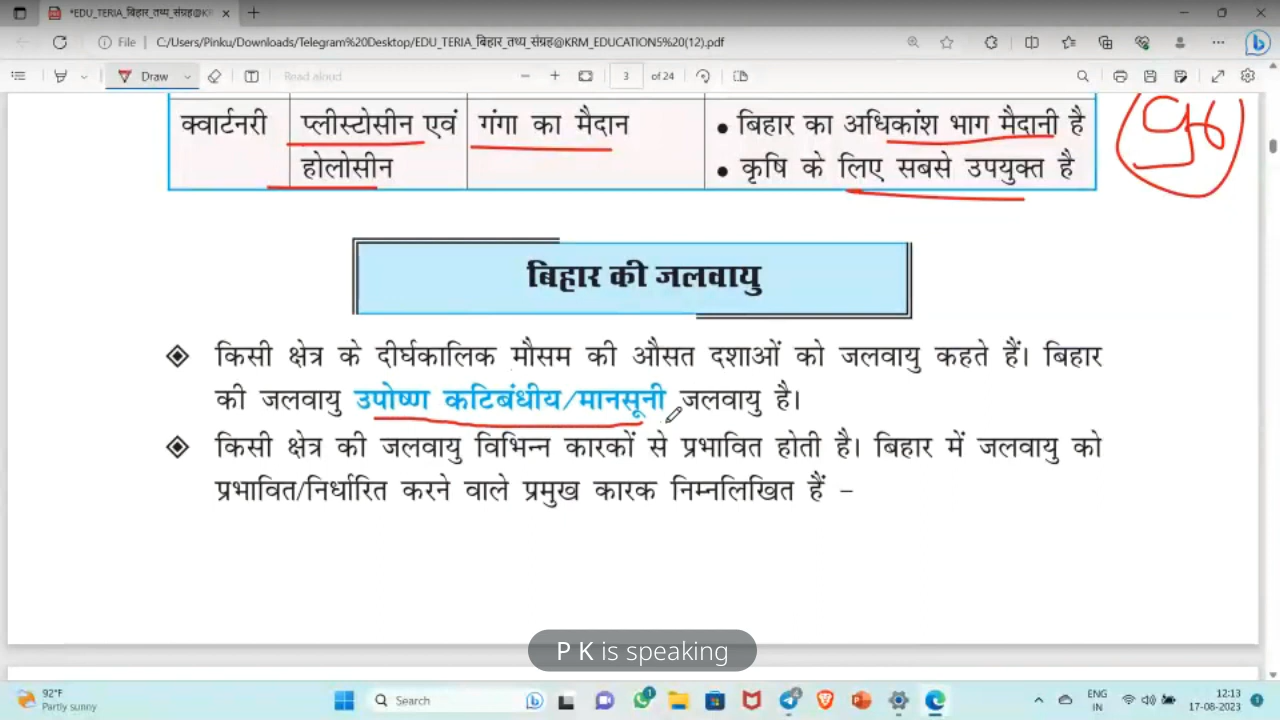 *EDU_TERIA_बिहार_तथ्य_संग्रह@KR
File C:/Users/Pinku/Downloads/Telegram%20Desktop/EDU_TERIA_बिहार_तथ्य_संग्रह@KRM_EDUCATION5%20(12).pdf
Draw Read aloud 3 of 24
क्वार्टनरी प्लीस्टोसीन एवं गंगा का मैदान • बिहार का अधिकांश भाग मैदानी है
होलोसीन • कृषि के लिए सबसे उपयुक्त है
बिहार की जलवायु
किसी क्षेत्र के दीर्घकालिक मौसम की औसत दशाओं को जलवायु कहते हैं। बिहार
की जलवायु उपोष्ण कटिबंधीय/मानसूनी जलवायु है।
किसी क्षेत्र की जलवायु विभिन्न कारकों से प्रभावित होती है। बिहार में जलवायु को
प्रभावित/निर्धारित करने वाले प्रमुख कारक निम्नलिखित हैं –
P K is speaking
92°F
Partly sunny
Search
ENG
IN
12:13
17-08-2023